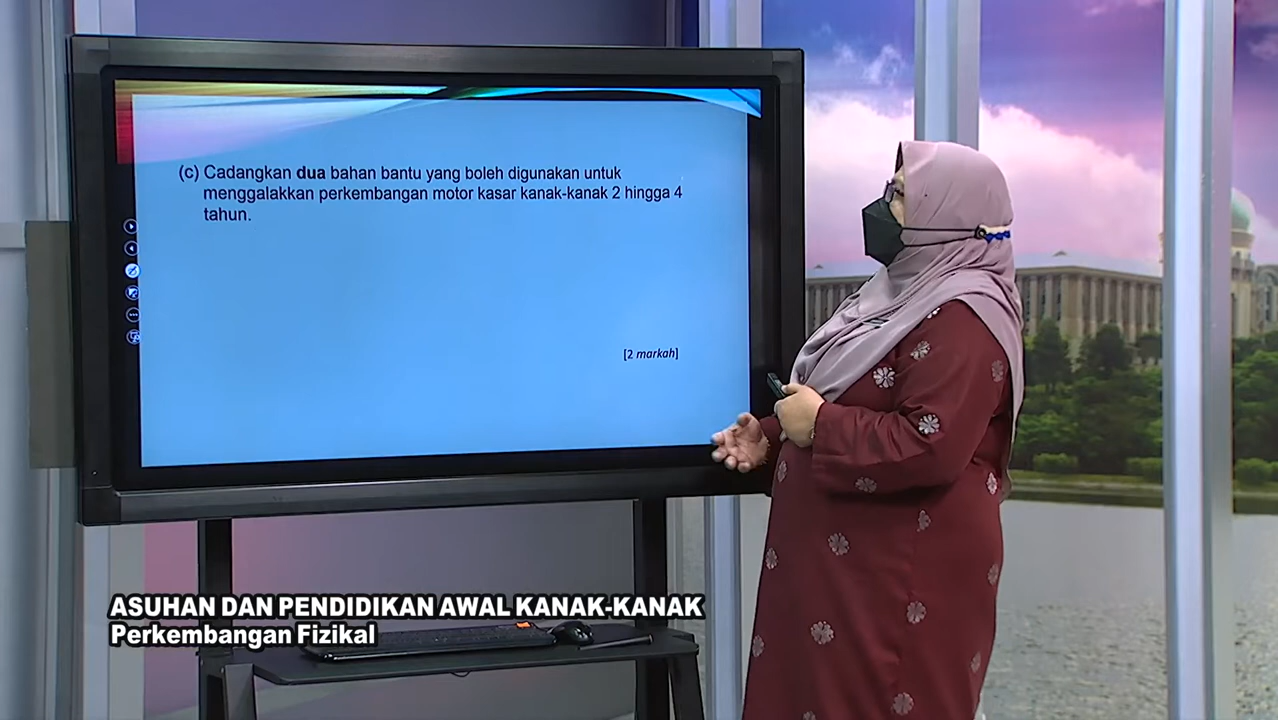 (c) Cadangkan dua bahan bantu yang boleh digunakan untuk
menggalakkan perkembangan motor kasar kanak-kanak 2 hingga 4
tahun.
[2 markah]
ASUHAN DAN PENDIDIKAN AWAL KANAK-KANAK
Perkembangan Fizikal